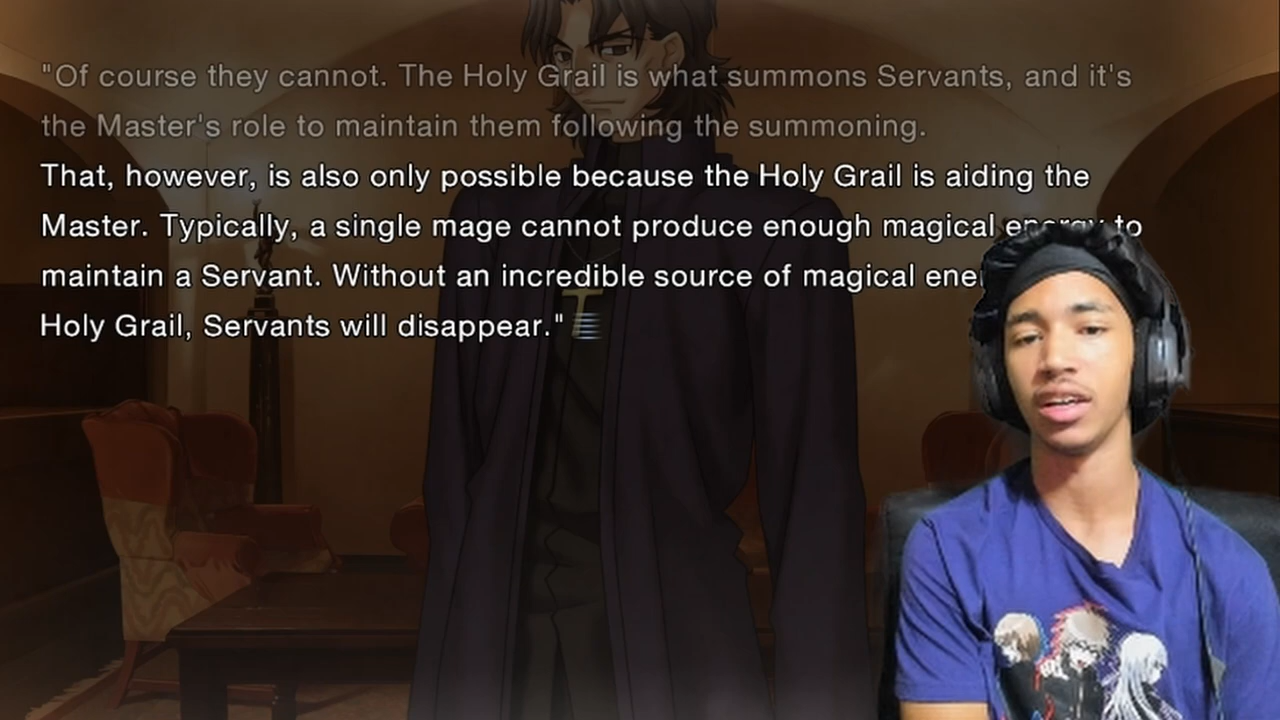 "Of course they cannot. The Holy Grail is what summons Servants, and it's
the Master's role to maintain them following the summoning.
That, however, is also only possible because the Holy Grail is aiding the
Master. Typically, a single mage cannot produce enough magical energy to
maintain a Servant. Without an incredible source of magical
Holy Grail, Servants will disappear."